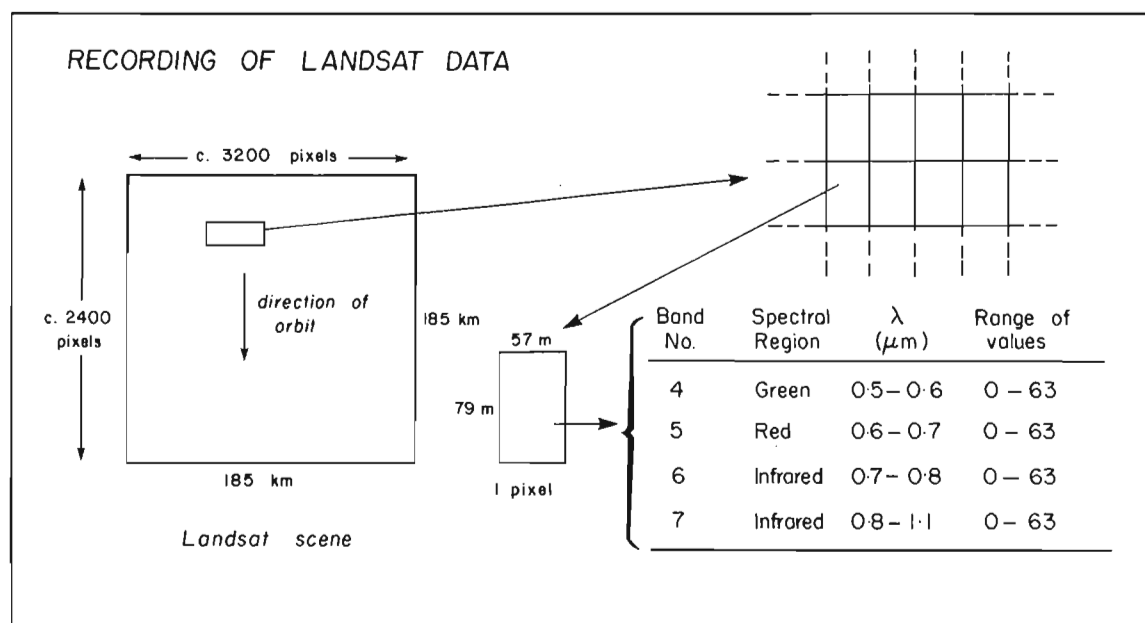 RECORDING OF LANDSAT DATA
c. 3200 pixels
c. 2400
pixels
direction of
orbit
185 km
185 km
Landsat scene
57 m
79 m
1 pixel
Band Spectral λ Range of
No. Region (μm) values
4 Green 0·5–0·6 0–63
5 Red 0·6–0·7 0–63
6 Infrared 0·7–0·8 0–63
7 Infrared 0·8–1·1 0–63